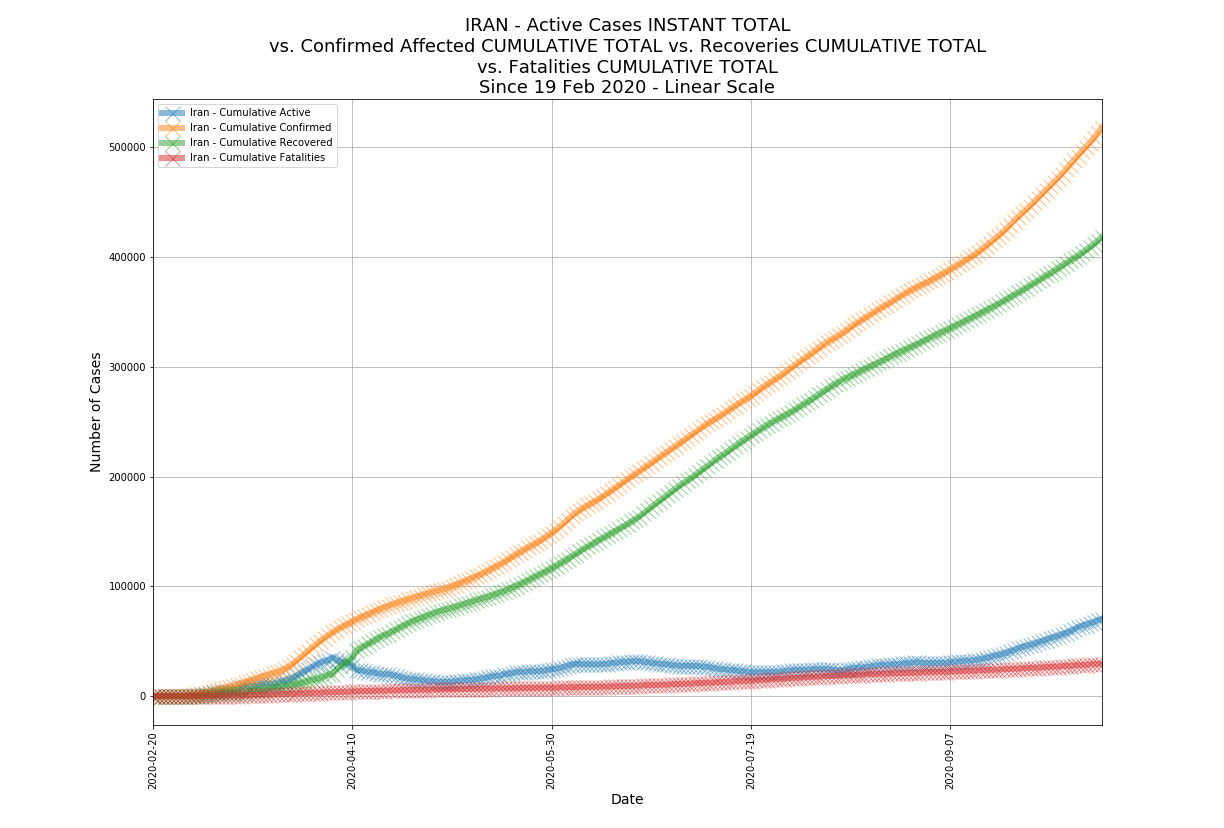 IRAN - Active Cases INSTANT TOTAL
vs. Confirmed Affected CUMULATIVE TOTAL vs. Recoveries CUMULATIVE TOTAL
vs. Fatalities CUMULATIVE TOTAL
Since 19 Feb 2020 - Linear Scale
Iran - Cumulative Active
Iran - Cumulative Confirmed
Iran - Cumulative Recovered
Iran - Cumulative Fatalities
500000
400000
300000
200000
100000
0
Number of Cases
2020-02-20
2020-04-10
2020-05-30
2020-07-19
2020-09-07
Date